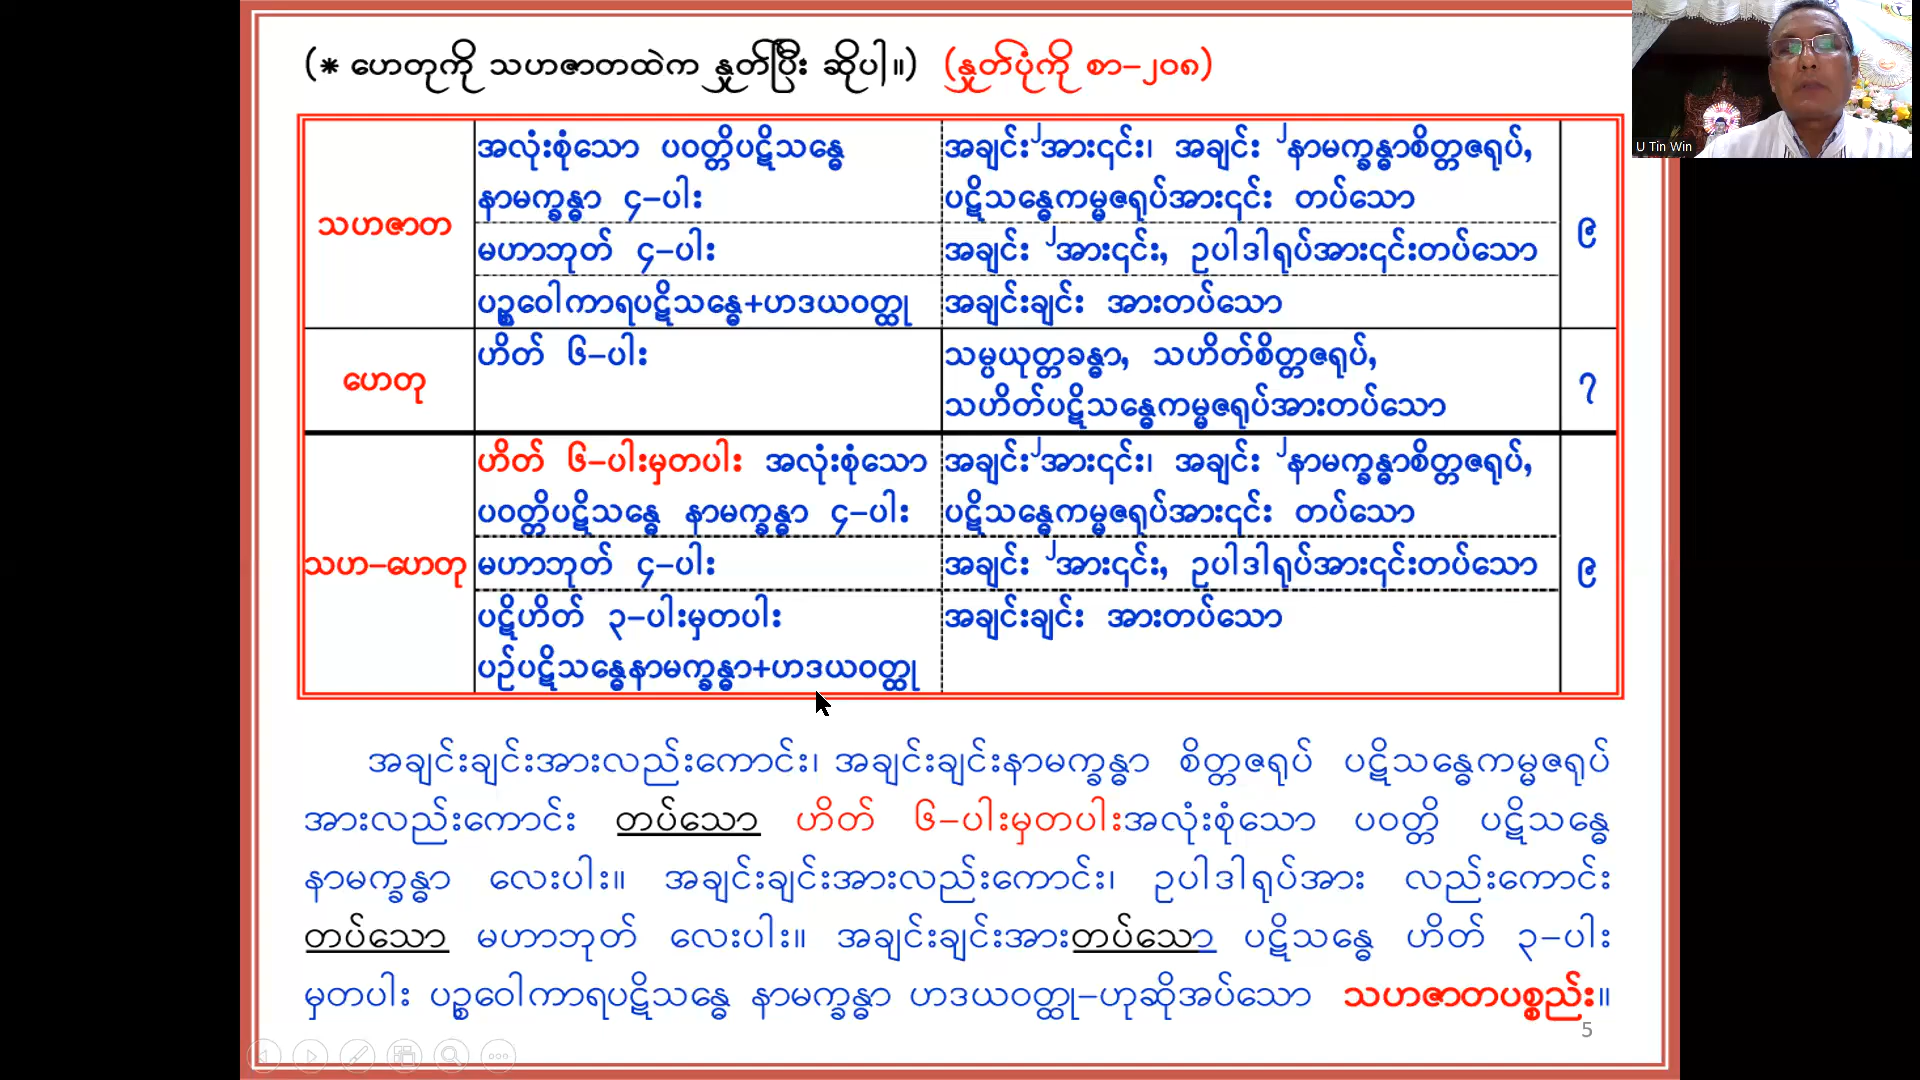 (* ဟေတုကို သဟဇာတထဲက နှုတ်ပြီး ဆိုပါ။) (နှုတ်ပုံကို စာ–၂၀၈)
U Tin Win
သဟဇာတ
အလုံးစုံသော ပဝတ္တိပဋိသန္ဓေ
နာမက္ခန္ဓာ ၄–ပါး
အချင်း၂အား၎င်း၊ အချင်း ၂နာမက္ခန္ဓာစိတ္တဇရုပ်,
ပဋိသန္ဓေကမ္မဇရုပ်အား၎င်း တပ်သော
မဟာဘုတ် ၄–ပါး
အချင်း ၂အား၎င်း, ဥပါဒါရုပ်အား၎င်းတပ်သော
ပဉ္စဝေါကာရပဋိသန္ဓေ+ဟဒယဝတ္ထု
အချင်းချင်း အားတပ်သော
၉
ဟေတု
ဟိတ် ၆–ပါး
သမ္ပယုတ္တခန္ဓာ, သဟိတ်စိတ္တဇရုပ်,
သဟိတ်ပဋိသန္ဓေကမ္မဇရုပ်အားတပ်သော
၇
သဟ–ဟေတု
ဟိတ် ၆–ပါးမှတပါး အလုံးစုံသော
ပဝတ္တိပဋိသန္ဓေ နာမက္ခန္ဓာ ၄–ပါး
အချင်း၂အား၎င်း၊ အချင်း ၂နာမက္ခန္ဓာစိတ္တဇရုပ်,
ပဋိသန္ဓေကမ္မဇရုပ်အား၎င်း တပ်သော
မဟာဘုတ် ၄–ပါး
အချင်း ၂အား၎င်း, ဥပါဒါရုပ်အား၎င်းတပ်သော
ပဋိဟိတ် ၃–ပါးမှတပါး
ပဉ်ပဋိသန္ဓေနာမက္ခန္ဓာ+ဟဒယဝတ္ထု
အချင်းချင်း အားတပ်သော
၉
အချင်းချင်းအားလည်းကောင်း၊ အချင်းချင်းနာမက္ခန္ဓာ စိတ္တဇရုပ် ပဋိသန္ဓေကမ္မဇရုပ်
အားလည်းကောင်း တပ်သော ဟိတ် ၆–ပါးမှတပါးအလုံးစုံသော ပဝတ္တိ ပဋိသန္ဓေ
နာမက္ခန္ဓာ လေးပါး။ အချင်းချင်းအားလည်းကောင်း၊ ဥပါဒါရုပ်အား လည်းကောင်း
တပ်သော မဟာဘုတ် လေးပါး။ အချင်းချင်းအားတပ်သော ပဋိသန္ဓေ ဟိတ် ၃–ပါး
မှတပါး ပဉ္စဝေါကာရပဋိသန္ဓေ နာမက္ခန္ဓာ ဟဒယဝတ္ထု–ဟုဆိုအပ်သော သဟဇာတပစ္စည်း။
5